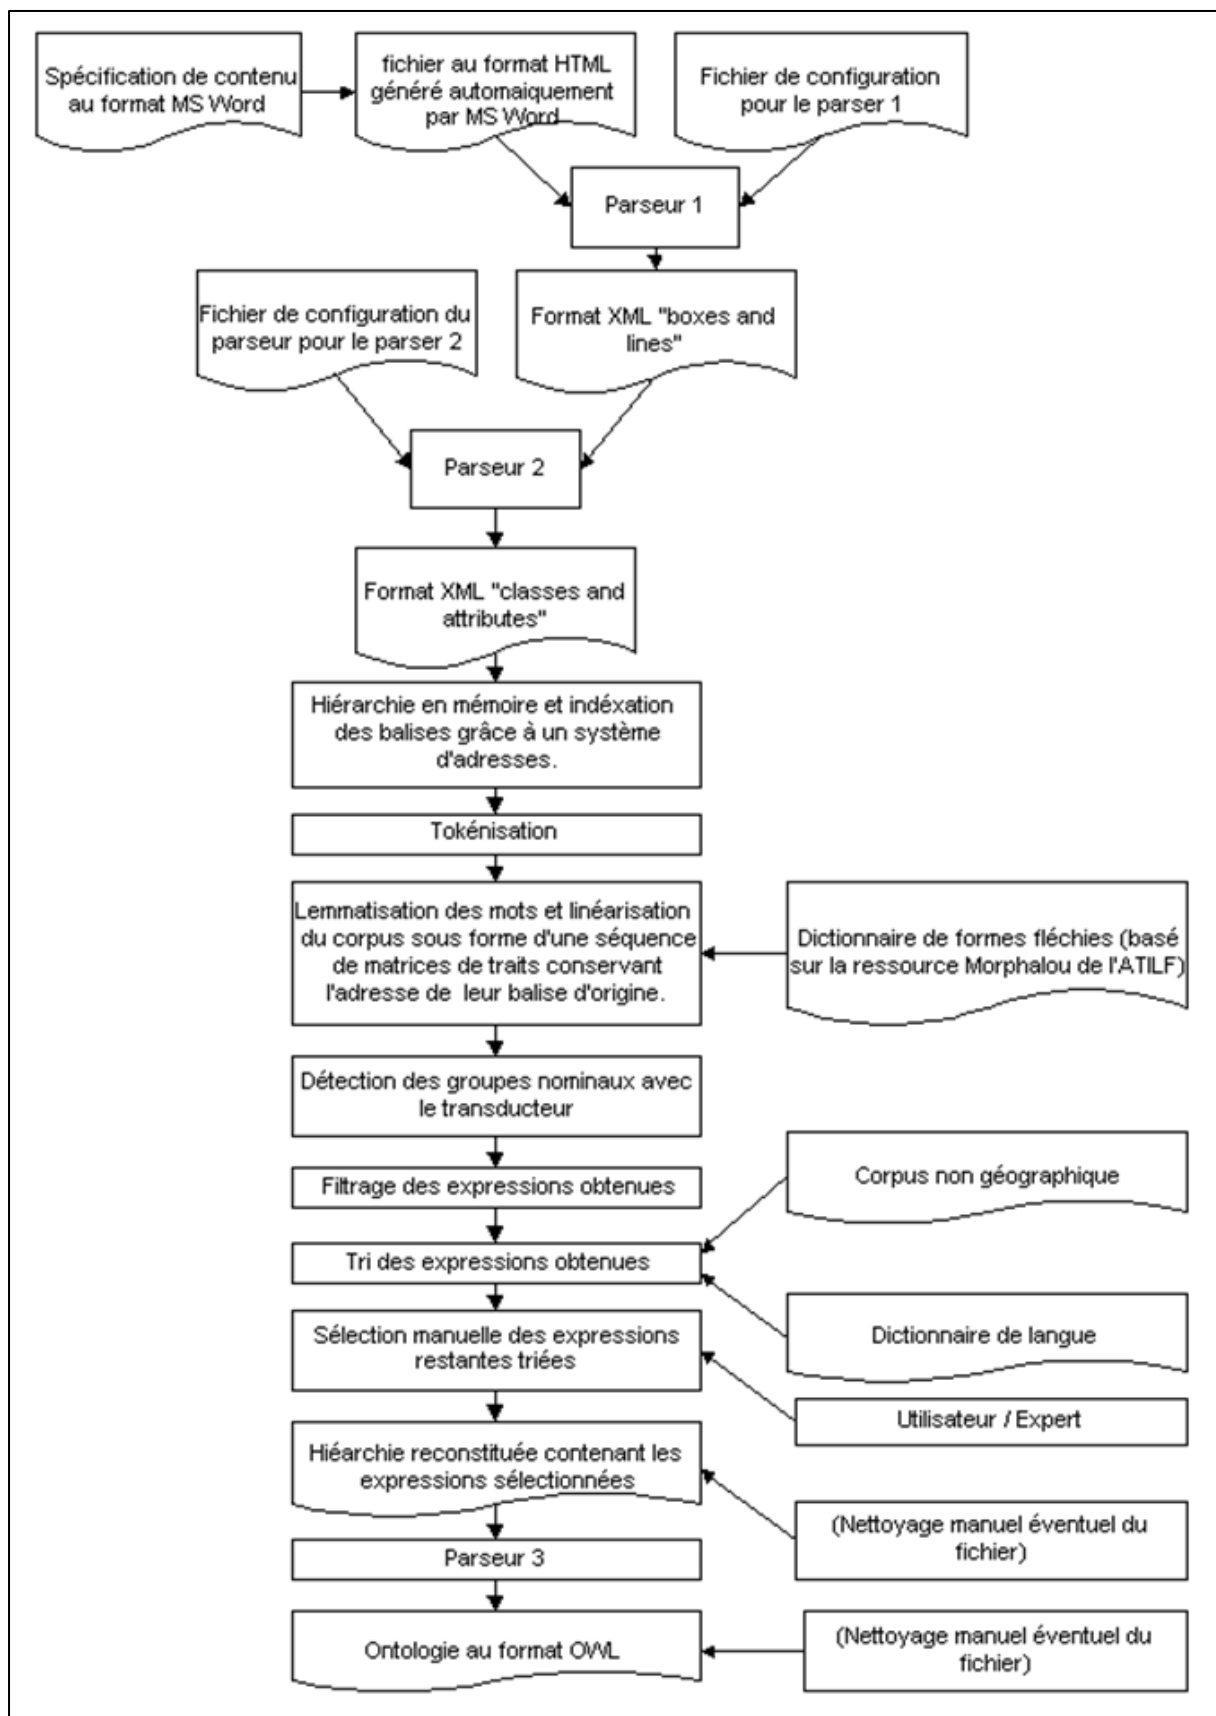 Spécification de contenu
au format MS Word
fichier au format HTML
généré automaiquement
par MS Word
Fichier de configuration
pour le parser 1
Parseur 1
Fichier de configuration du
parseur pour le parser 2
Format XML "boxes and
lines"
Parseur 2
Format XML "classes and
attributes"
Hiérarchie en mémoire et indéxation
des balises grâce à un système
d'adresses.
Tokénisation
Lemmatisation des mots et linéarisation
du corpus sous forme d'une séquence
de matrices de traits conservant
l'adresse de leur balise d'origine.
Dictionnaire de formes fléchies (basé
sur la ressource Morphalou de l'ATILF)
Détection des groupes nominaux avec
le transducteur
Filtrage des expressions obtenues
Corpus non géographique
Tri des expressions obtenues
Dictionnaire de langue
Sélection manuelle des expressions
restantes triées
Utilisateur / Expert
Hiéarchie reconstituée contenant les
expressions sélectionnées
(Nettoyage manuel éventuel du
fichier)
Parseur 3
Ontologie au format OWL
(Nettoyage manuel éventuel du
fichier)